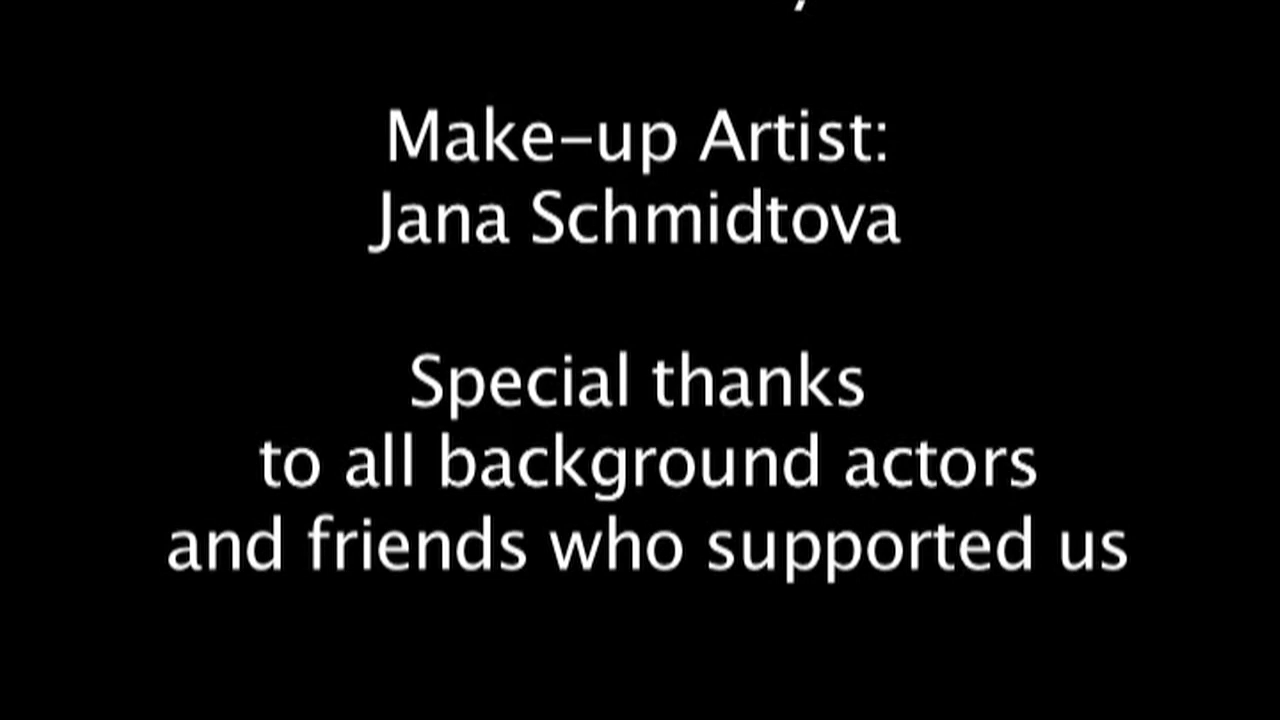 Make-up Artist:
Jana Schmidtova
Special thanks
to all background actors
and friends who supported us